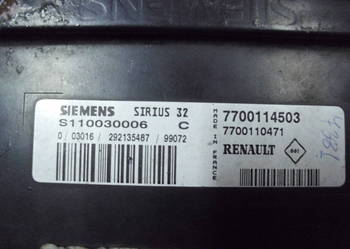 SIEMENS SIRIUS 32
S110030006 C
0 / 03016 / 292135487 / 99072
MADE IN FRANCE
7700114503
7700110471
RENAULT